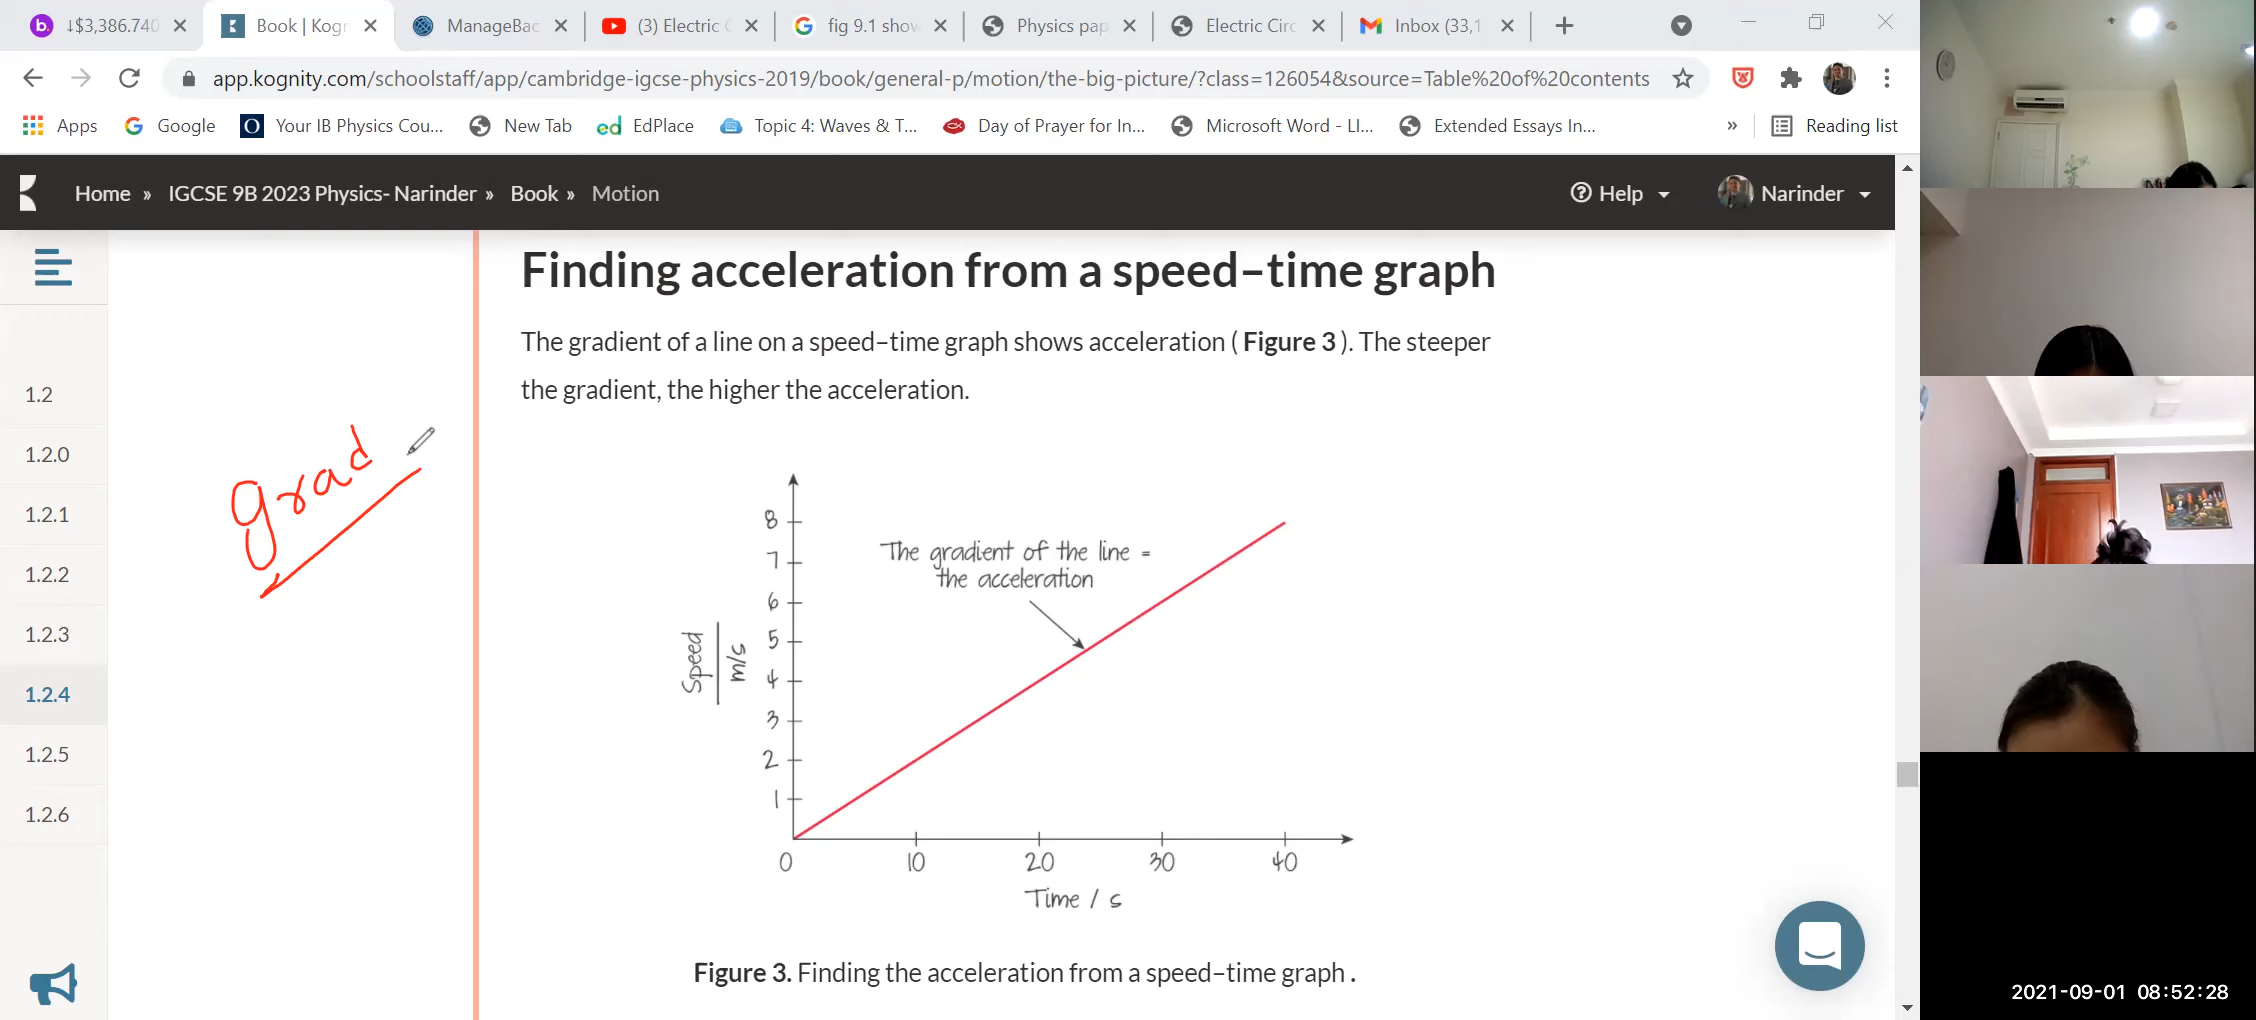 ↓$3,386.740
Book | Kogn
ManageBac
(3) Electric C
fig 9.1 show
Physics pap
Electric Circ
Inbox (33,1
app.kognity.com/schoolstaff/app/cambridge-igcse-physics-2019/book/general-p/motion/the-big-picture/?class=126054&source=Table%20of%20contents
Apps
Google
Your IB Physics Cou...
New Tab
EdPlace
Topic 4: Waves & T...
Day of Prayer for In...
Microsoft Word - LI...
Extended Essays In...
»
Reading list
Home » IGCSE 9B 2023 Physics- Narinder » Book » Motion
Help
Narinder
1.2
1.2.0
1.2.1
1.2.2
1.2.3
1.2.4
1.2.5
1.2.6
grad
Finding acceleration from a speed–time graph
The gradient of a line on a speed–time graph shows acceleration ( Figure 3 ). The steeper
the gradient, the higher the acceleration.
The gradient of the line =
the acceleration
Speed
m/s
8
7
6
5
4
3
2
1
0 10 20 30 40
Time / s
Figure 3. Finding the acceleration from a speed–time graph .
2021-09-01 08:52:28